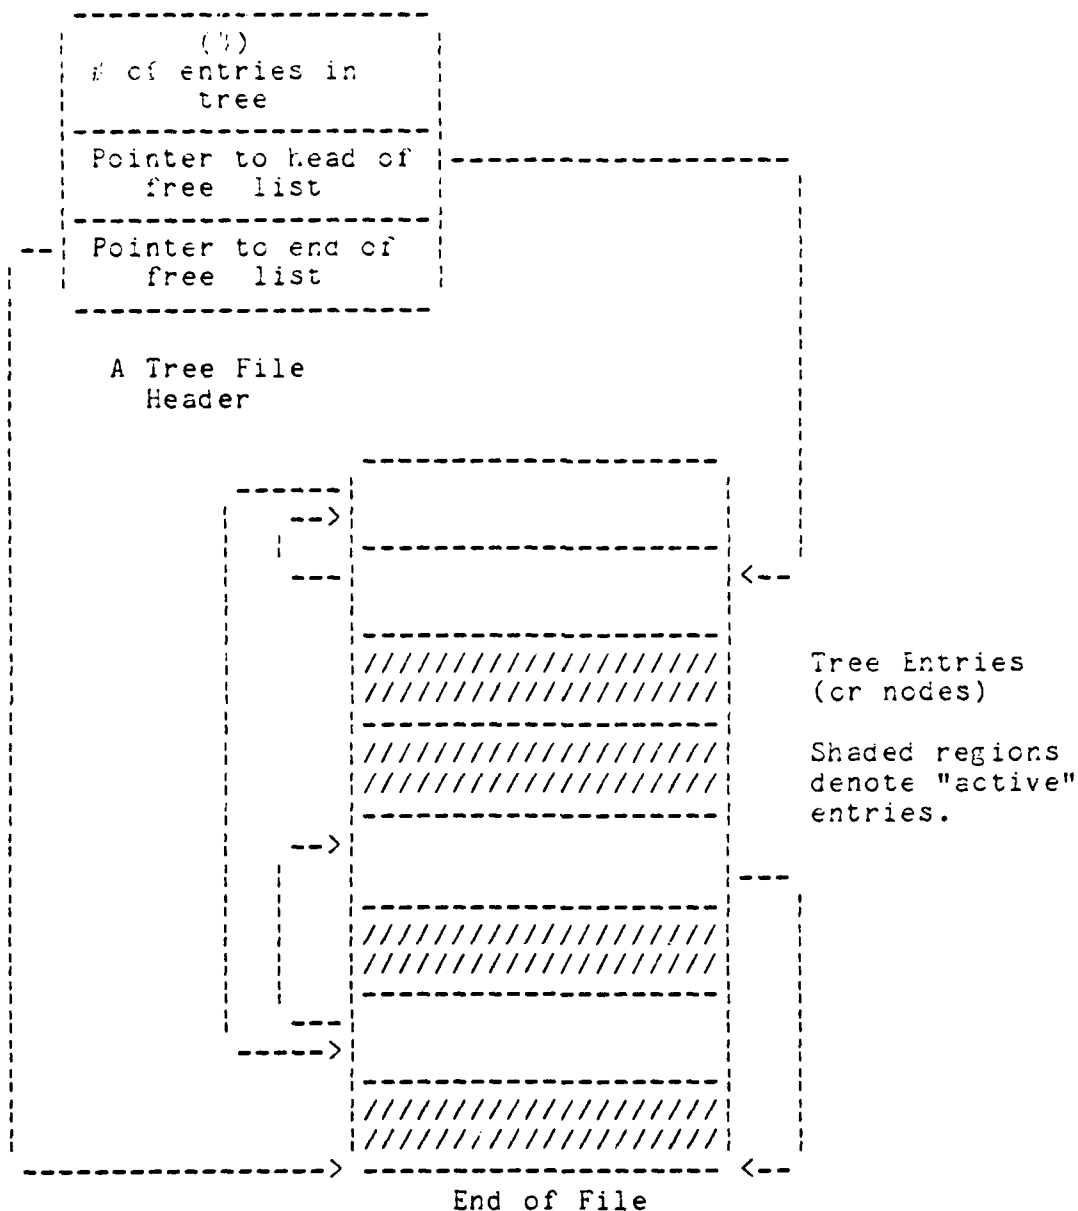 # of entries in
tree
Pointer to head of
free list
Pointer to end of
free list
A Tree File
Header
Tree Entries
(or nodes)
Shaded regions
denote "active"
entries.
End of File